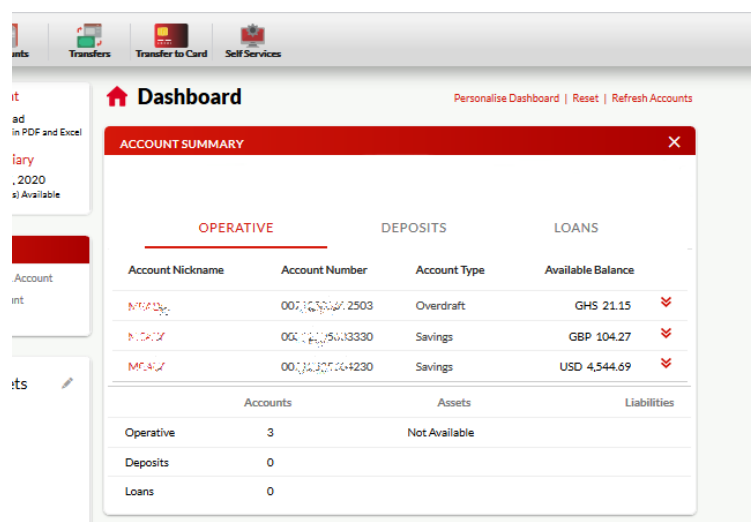 Transfers
Transfer to Card
Self Services
Dashboard
Personalise Dashboard | Reset | Refresh Accounts
in PDF and Excel
, 2020
Available
Account
ACCOUNT SUMMARY
OPERATIVE DEPOSITS LOANS
Account Nickname Account Number Account Type Available Balance
2503 Overdraft GHS 21.15
3330 Savings GBP 104.27
4230 Savings USD 4,544.69
Accounts Assets Liabilities
Operative 3 Not Available
Deposits 0
Loans 0